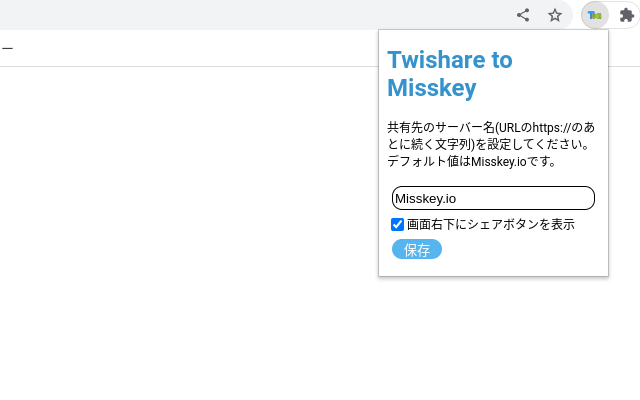 ー
Twishare to
Misskey
共有先のサーバー名(URLのhttps://のあ
とに続く文字列)を設定してください。
デフォルト値はMisskey.ioです。
Misskey.io
画面右下にシェアボタンを表示
保存